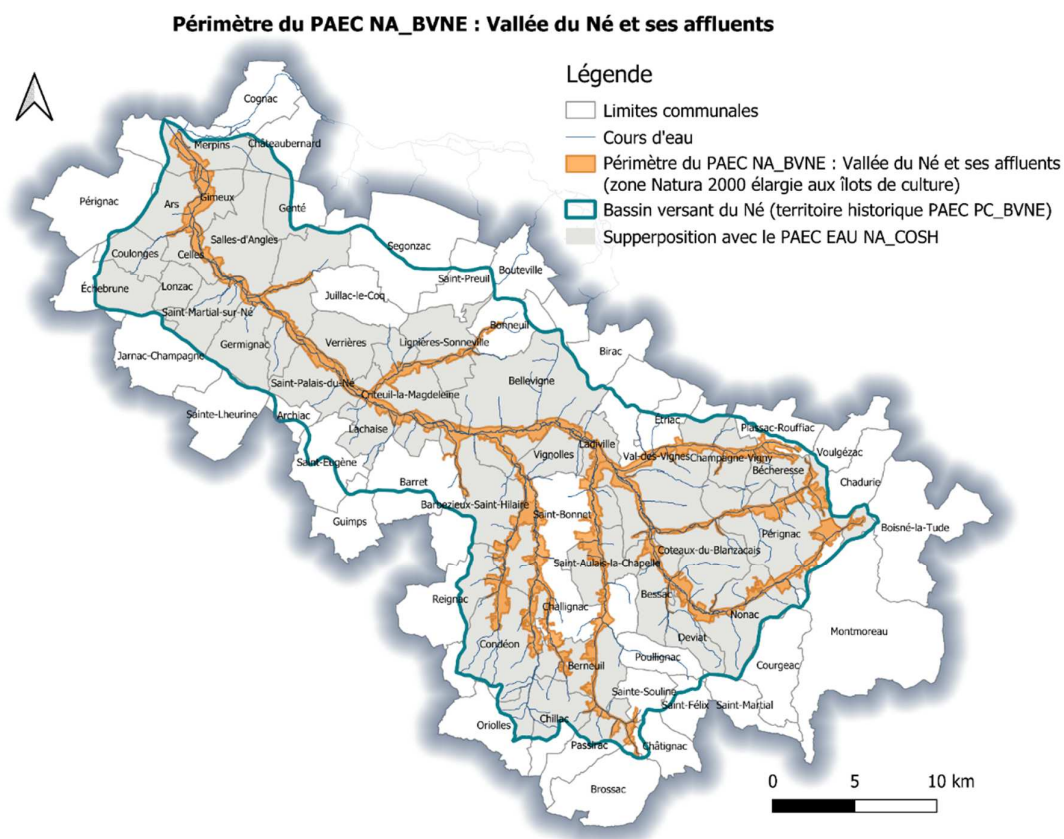 Périmètre du PAEC NA_BVNE : Vallée du Né et ses affluents
Légende
Limites communales
Cours d'eau
Périmètre du PAEC NA_BVNE : Vallée du Né et ses affluents
(zone Natura 2000 élargie aux îlots de culture)
Bassin versant du Né (territoire historique PAEC PC_BVNE)
Supperposition avec le PAEC EAU NA_COSH
Cognac
Merpins
Châteaubernard
Pérignac
Ars
Gimeux
Genté
Salles-d'Angles
Segonzac
Coulonges
Celles
Saint-Preuil
Bouteville
Échebrune
Lonzac
Juillac-le-Coq
Saint-Martial-sur-Né
Bonneuil
Jarnac-Champagne
Germignac
Verrières
Lignières-Sonneville
Birac
Bellevigne
Saint-Palais-du-Né
Criteuil-la-Magdeleine
Sainte-Lheurine
Archiac
Lachaise
Étriac
Plassac-Rouffiac
Ladiville
Voulgézac
Saint-Eugène
Vignolles
Val-des-Vignes
Champagne-Vigny
Bécheresse
Chadurie
Barret
Barbezieux-Saint-Hilaire
Guimps
Saint-Bonnet
Boisné-la-Tude
Pérignac
Coteaux-du-Blanzacais
Saint-Aulais-la-Chapelle
Reignac
Bessac
Challignac
Nonac
Montmoreau
Condéon
Deviat
Berneuil
Poullignac
Courgeac
Sainte-Souline
Saint-Félix
Saint-Martial
Oriolles
Chillac
Passirac
Châtignac
Brossac
0 5 10 km